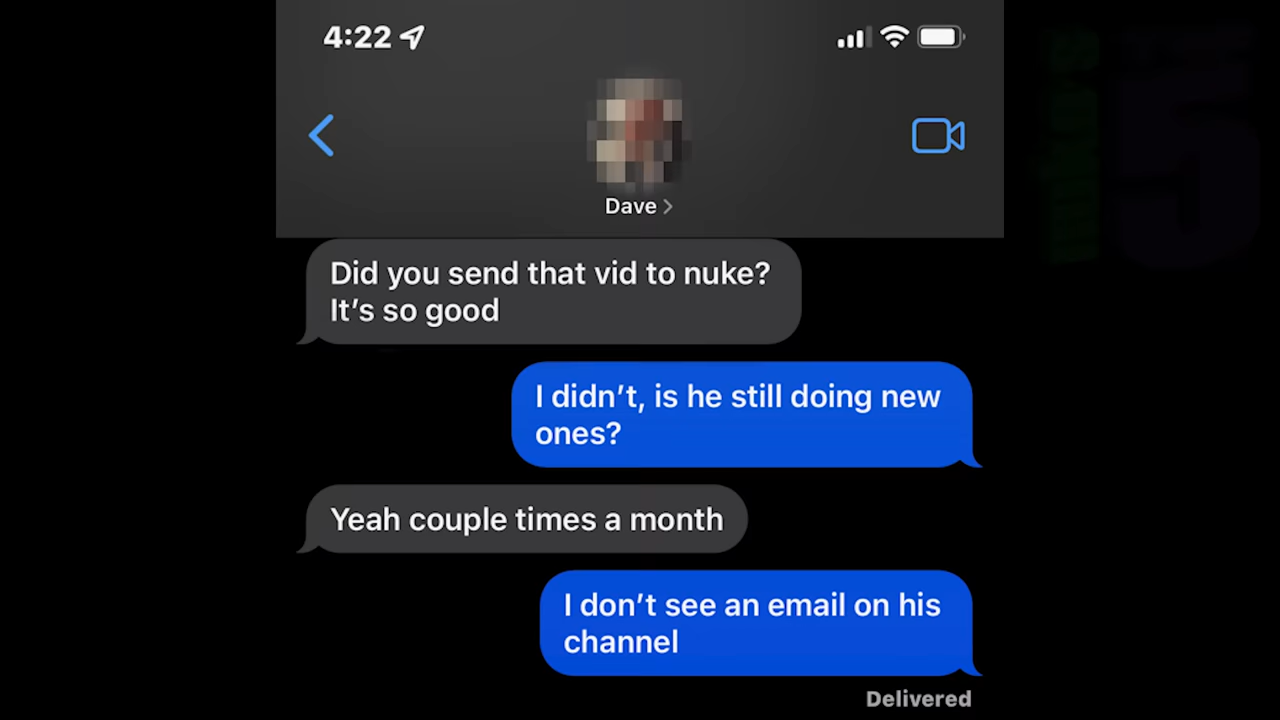 4:22
Dave
Did you send that vid to nuke?
It's so good
I didn't, is he still doing new
ones?
Yeah couple times a month
I don't see an email on his
channel
Delivered